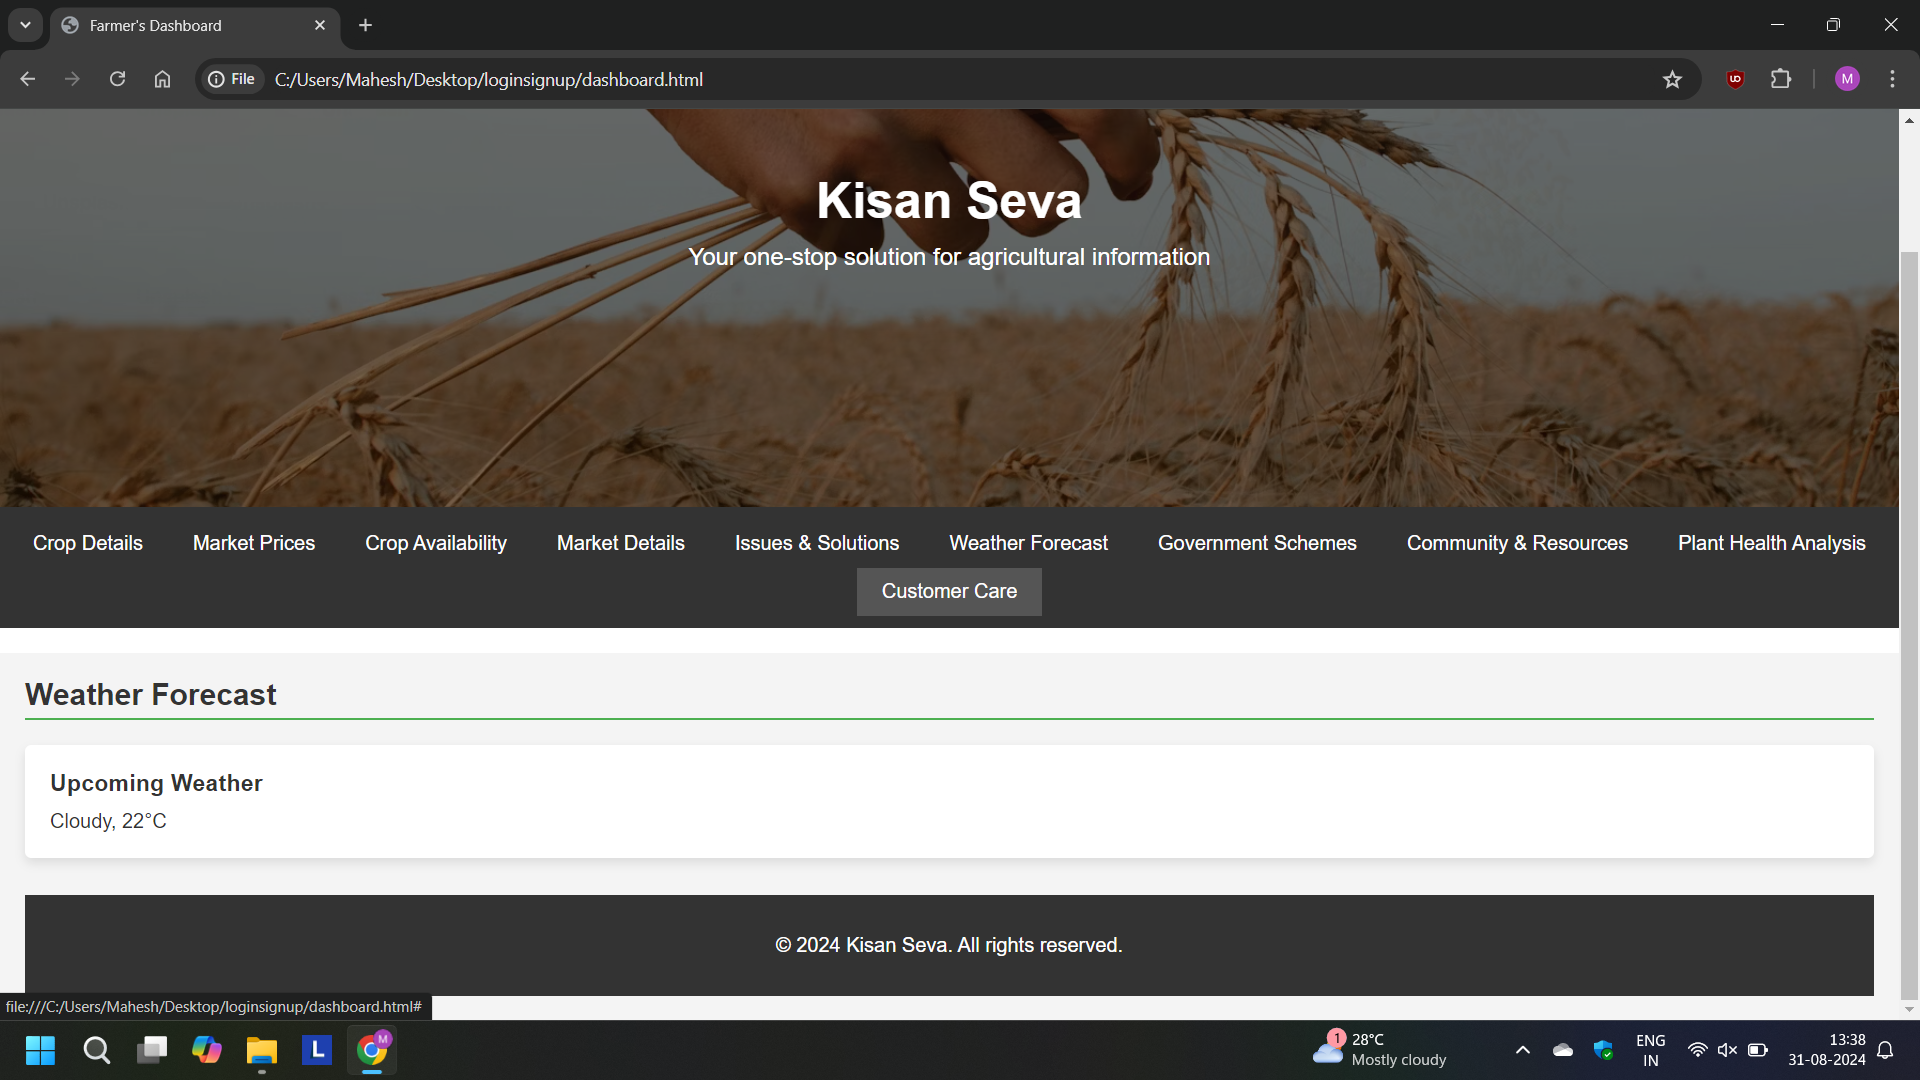 Farmer's Dashboard
File C:/Users/Mahesh/Desktop/loginsignup/dashboard.html
UO
M
Kisan Seva
Your one-stop solution for agricultural information
Crop Details Market Prices Crop Availability Market Details Issues & Solutions Weather Forecast Government Schemes Community & Resources Plant Health Analysis
Customer Care
Weather Forecast
Upcoming Weather
Cloudy, 22°C
© 2024 Kisan Seva. All rights reserved.
file:///C:/Users/Mahesh/Desktop/loginsignup/dashboard.html#
L
M
1
28°C
Mostly cloudy
ENG
IN
13:38
31-08-2024